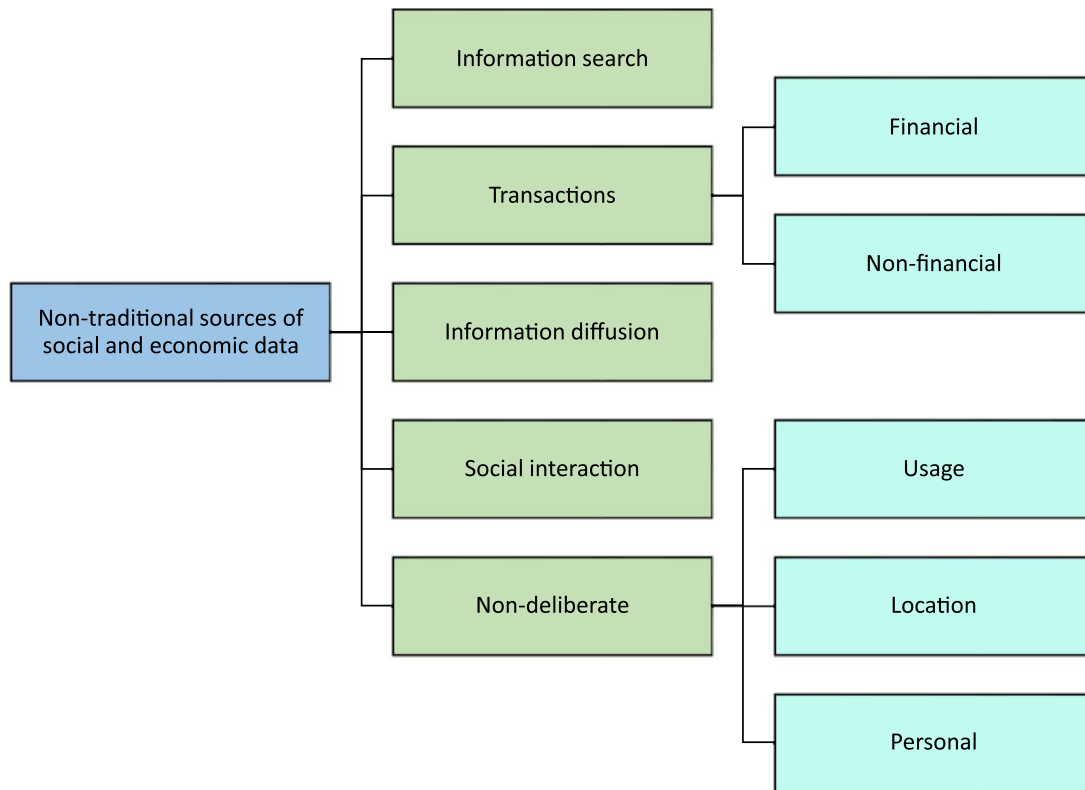 Information search
Financial
Transactions
Non-financial
Non-traditional sources of
social and economic data
Information diffusion
Social interaction
Usage
Non-deliberate
Location
Personal